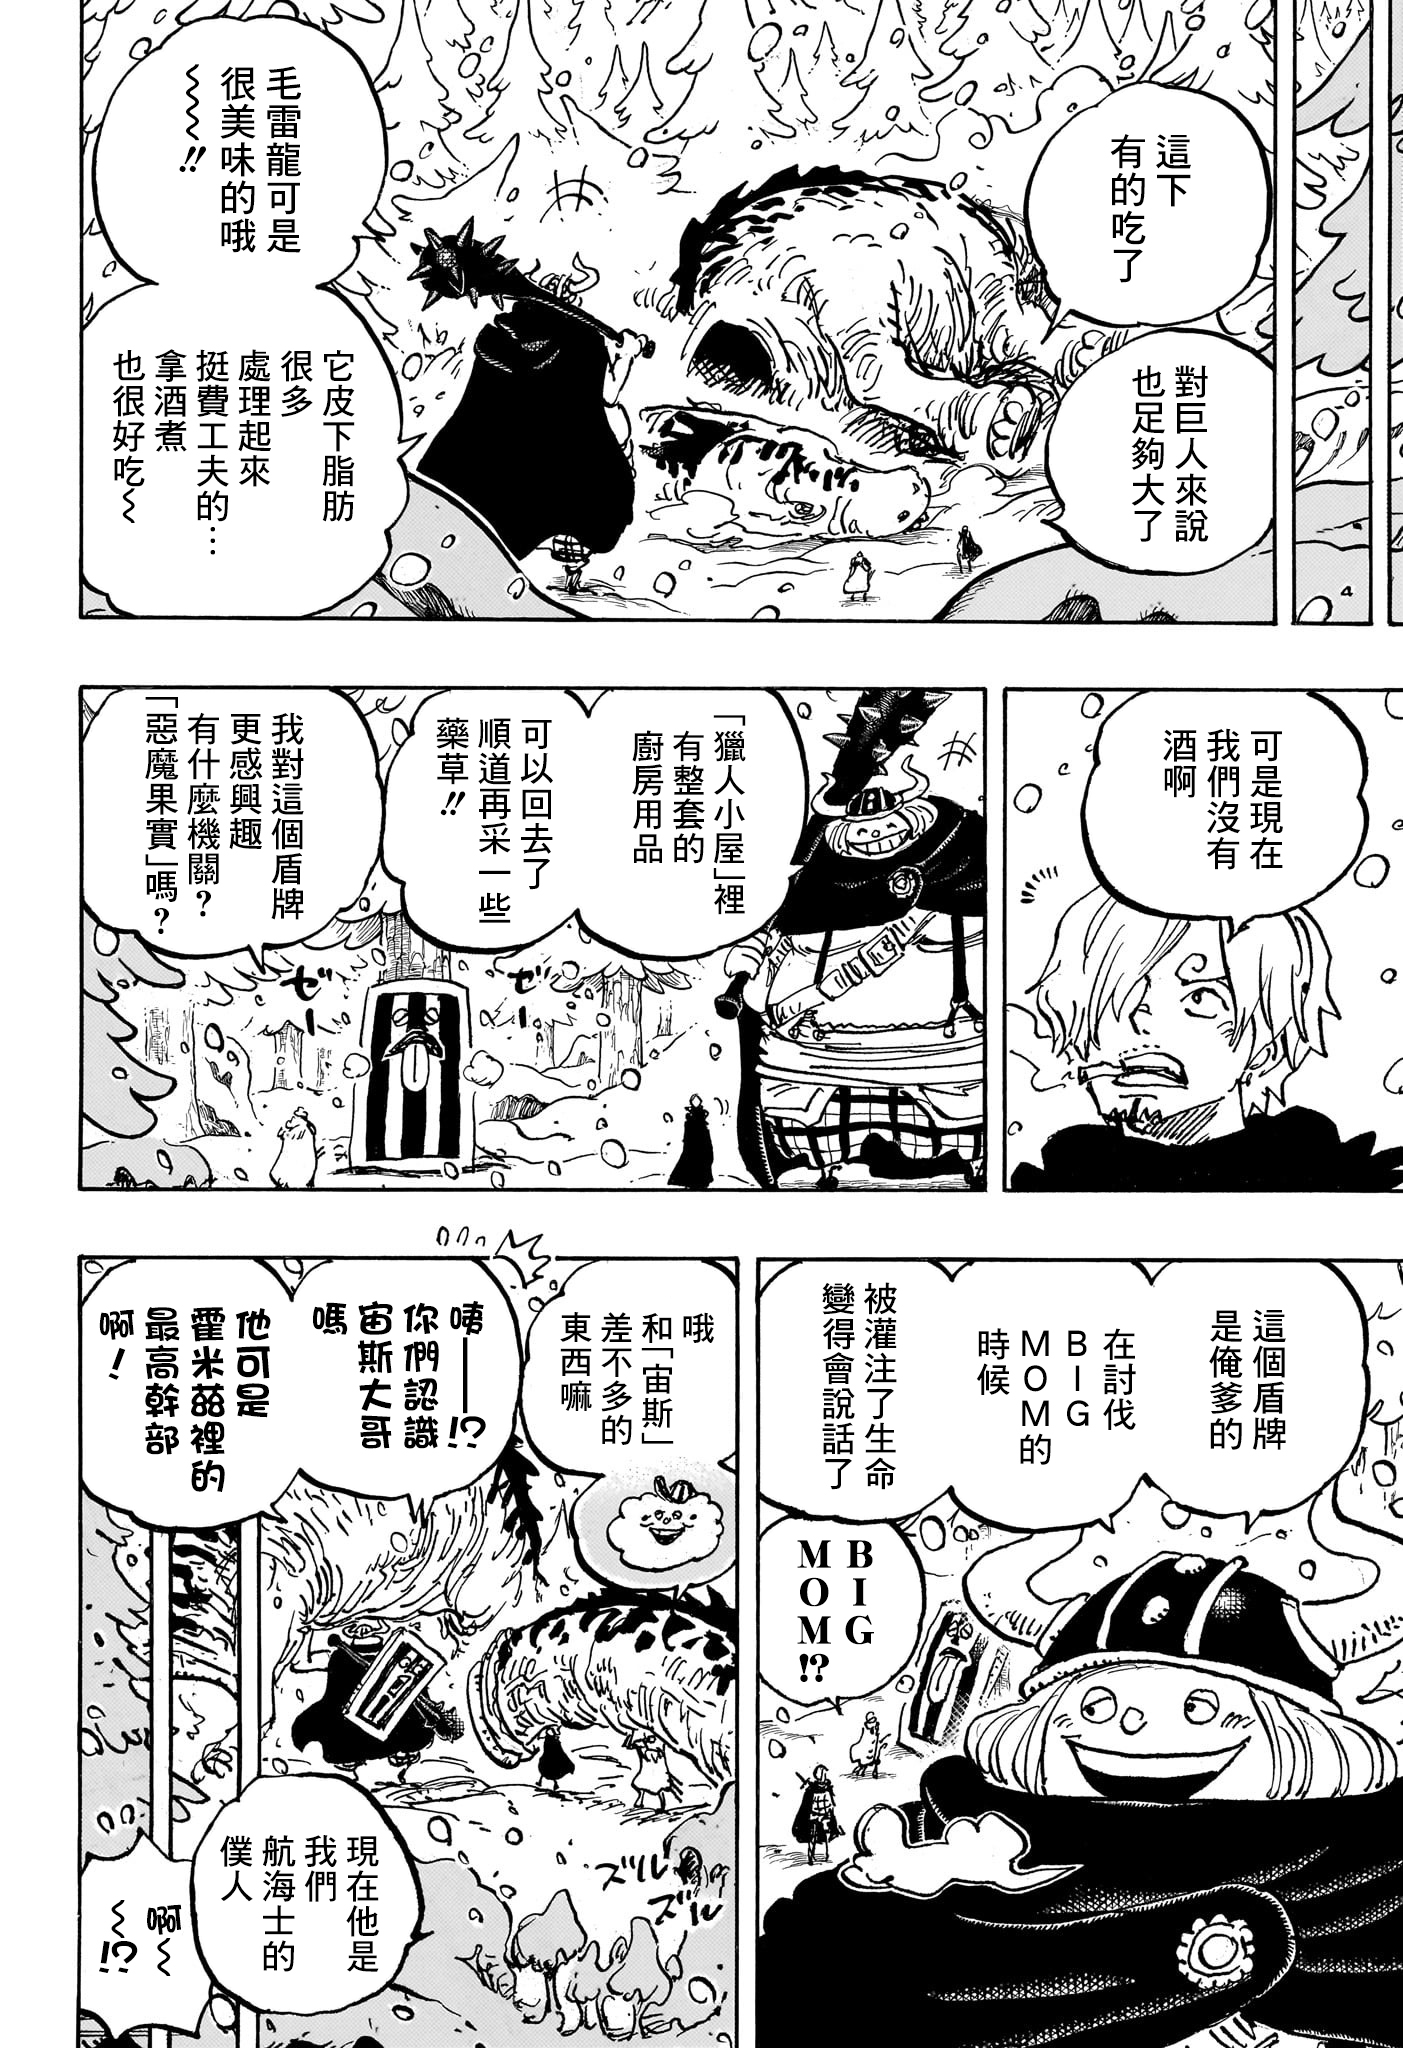 這下
有的吃了
對巨人來說
也足夠大了
毛雷龍可是
很美味的哦
〜〜〜!!
它皮下脂肪
很多
處理起來
挺費工夫的…
拿酒煮
也很好吃〜
可是現在
我們沒有
酒啊
「獵人小屋」裡
有整套的
廚房用品
可以回去了
順道再采一些
藥草!!
我對這個盾牌
更感興趣
有什麼機關?
「惡魔果實」嗎?
ゼー
ゼー
這個盾牌
是俺爹的
在討伐
BIG
MOM的
時候
被灌注了生命
變得會說話了
BIG
MOM!?
哦
和「宙斯」
差不多的
東西嘛
咦——!?
你們認識
宙斯大哥
嗎
他可是
霍米茲裡的
最高幹部
啊!
ズル
ズル
現在他是
我們
航海士的
僕人
啊〜
〜〜!?